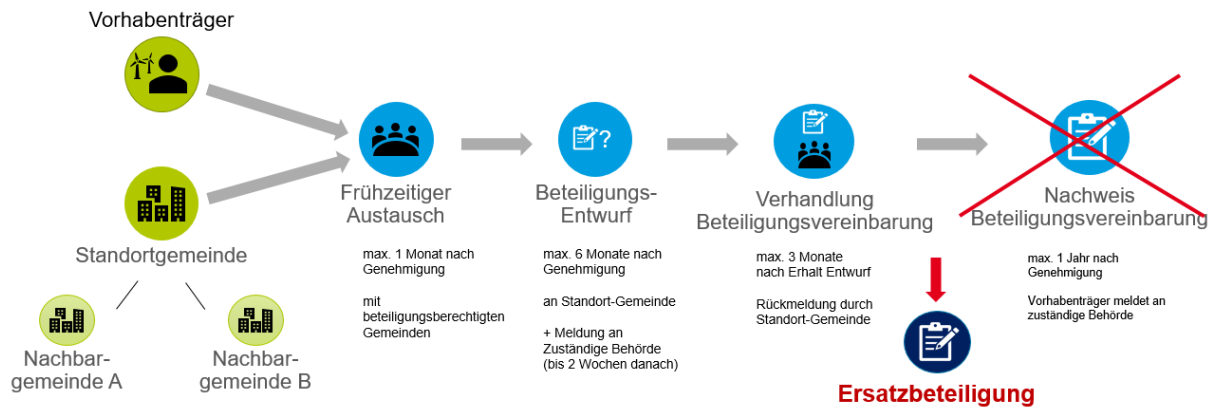 Vorhabenträger
Standortgemeinde
Nachbar-
gemeinde A
Nachbar-
gemeinde B
Frühzeitiger
Austausch
max. 1 Monat nach
Genehmigung
mit
beteiligungsberechtigten
Gemeinden
?
Beteiligungs-
Entwurf
max. 6 Monate nach
Genehmigung
an Standort-Gemeinde
+ Meldung an
Zuständige Behörde
(bis 2 Wochen danach)
Verhandlung
Beteiligungsvereinbarung
max. 3 Monate
nach Erhalt Entwurf
Rückmeldung durch
Standort-Gemeinde
Ersatzbeteiligung
Nachweis
Beteiligungsvereinbarung
max. 1 Jahr nach
Genehmigung
Vorhabenträger meldet an
zuständige Behörde